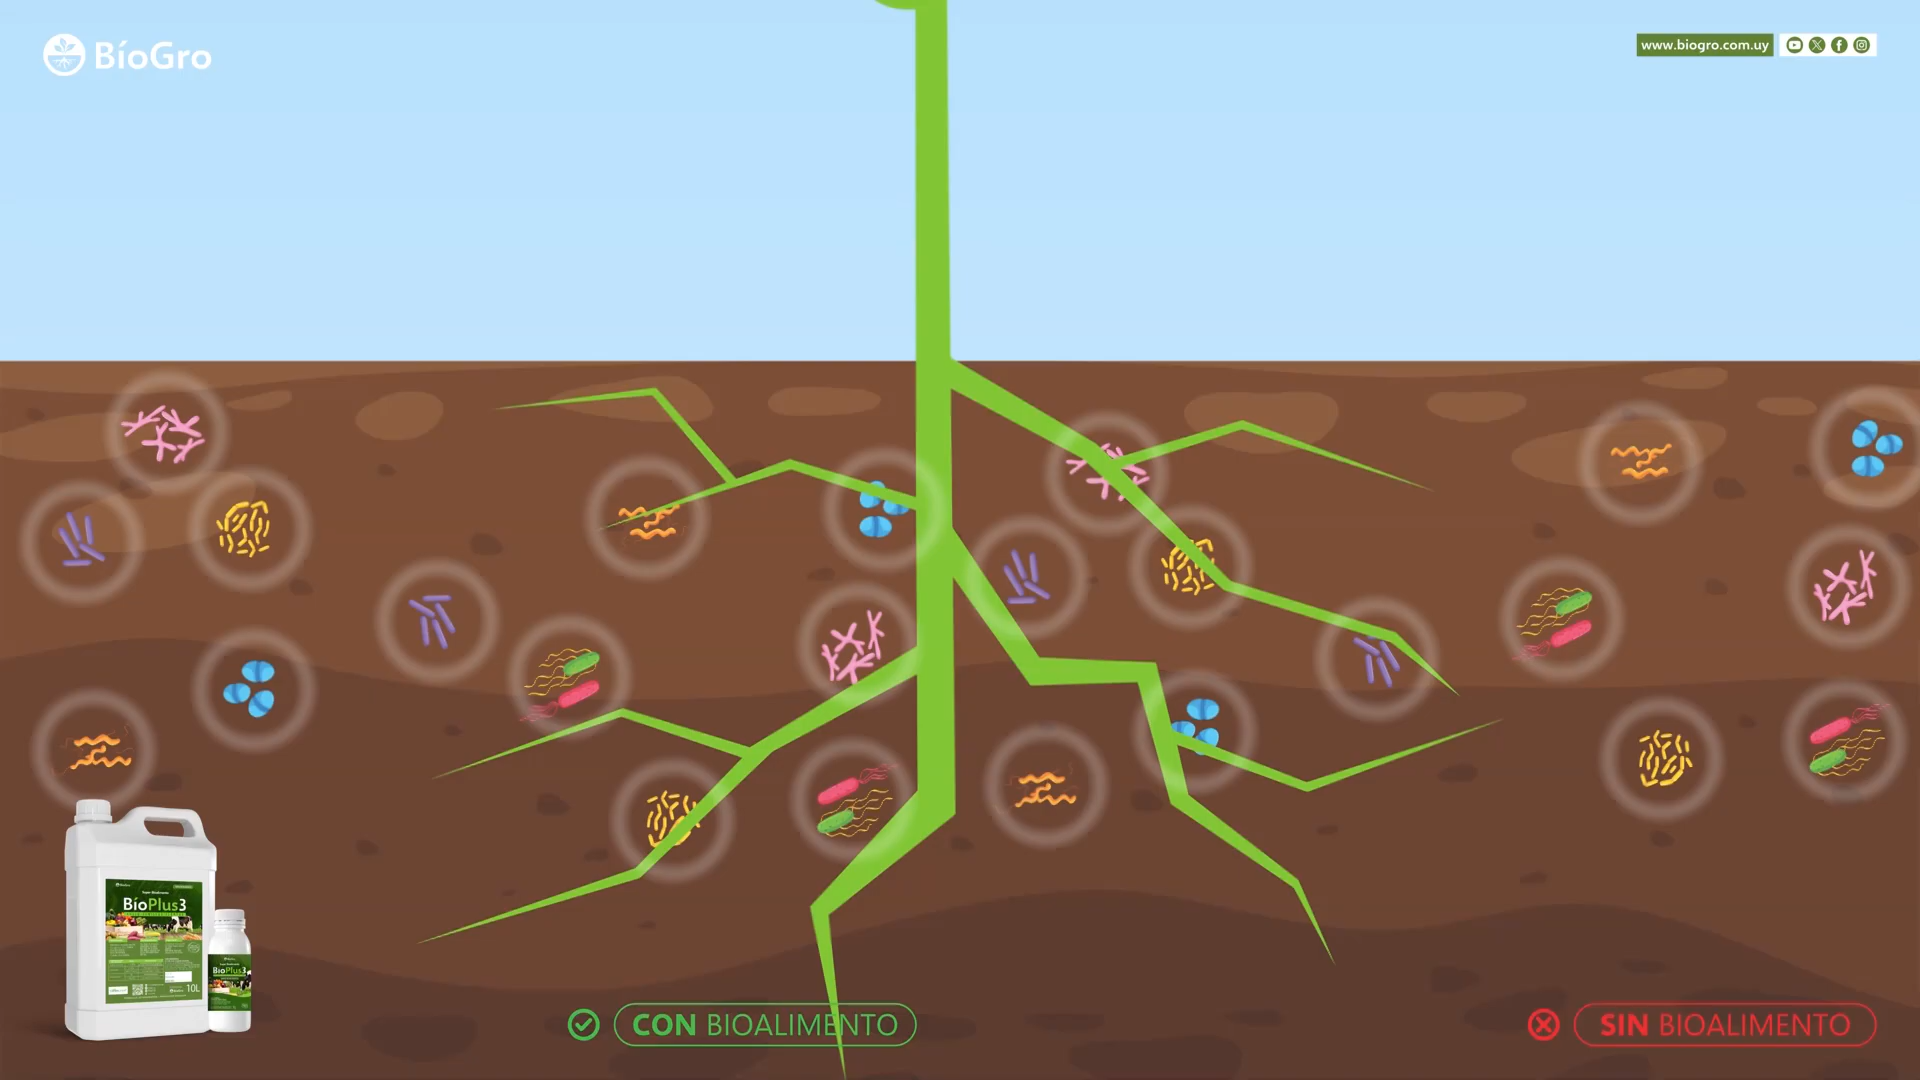 BíoGro
www.biogro.com.uy
BíoPlus3
10L
BíoPlus3
CON BIOALIMENTO
SIN BIOALIMENTO